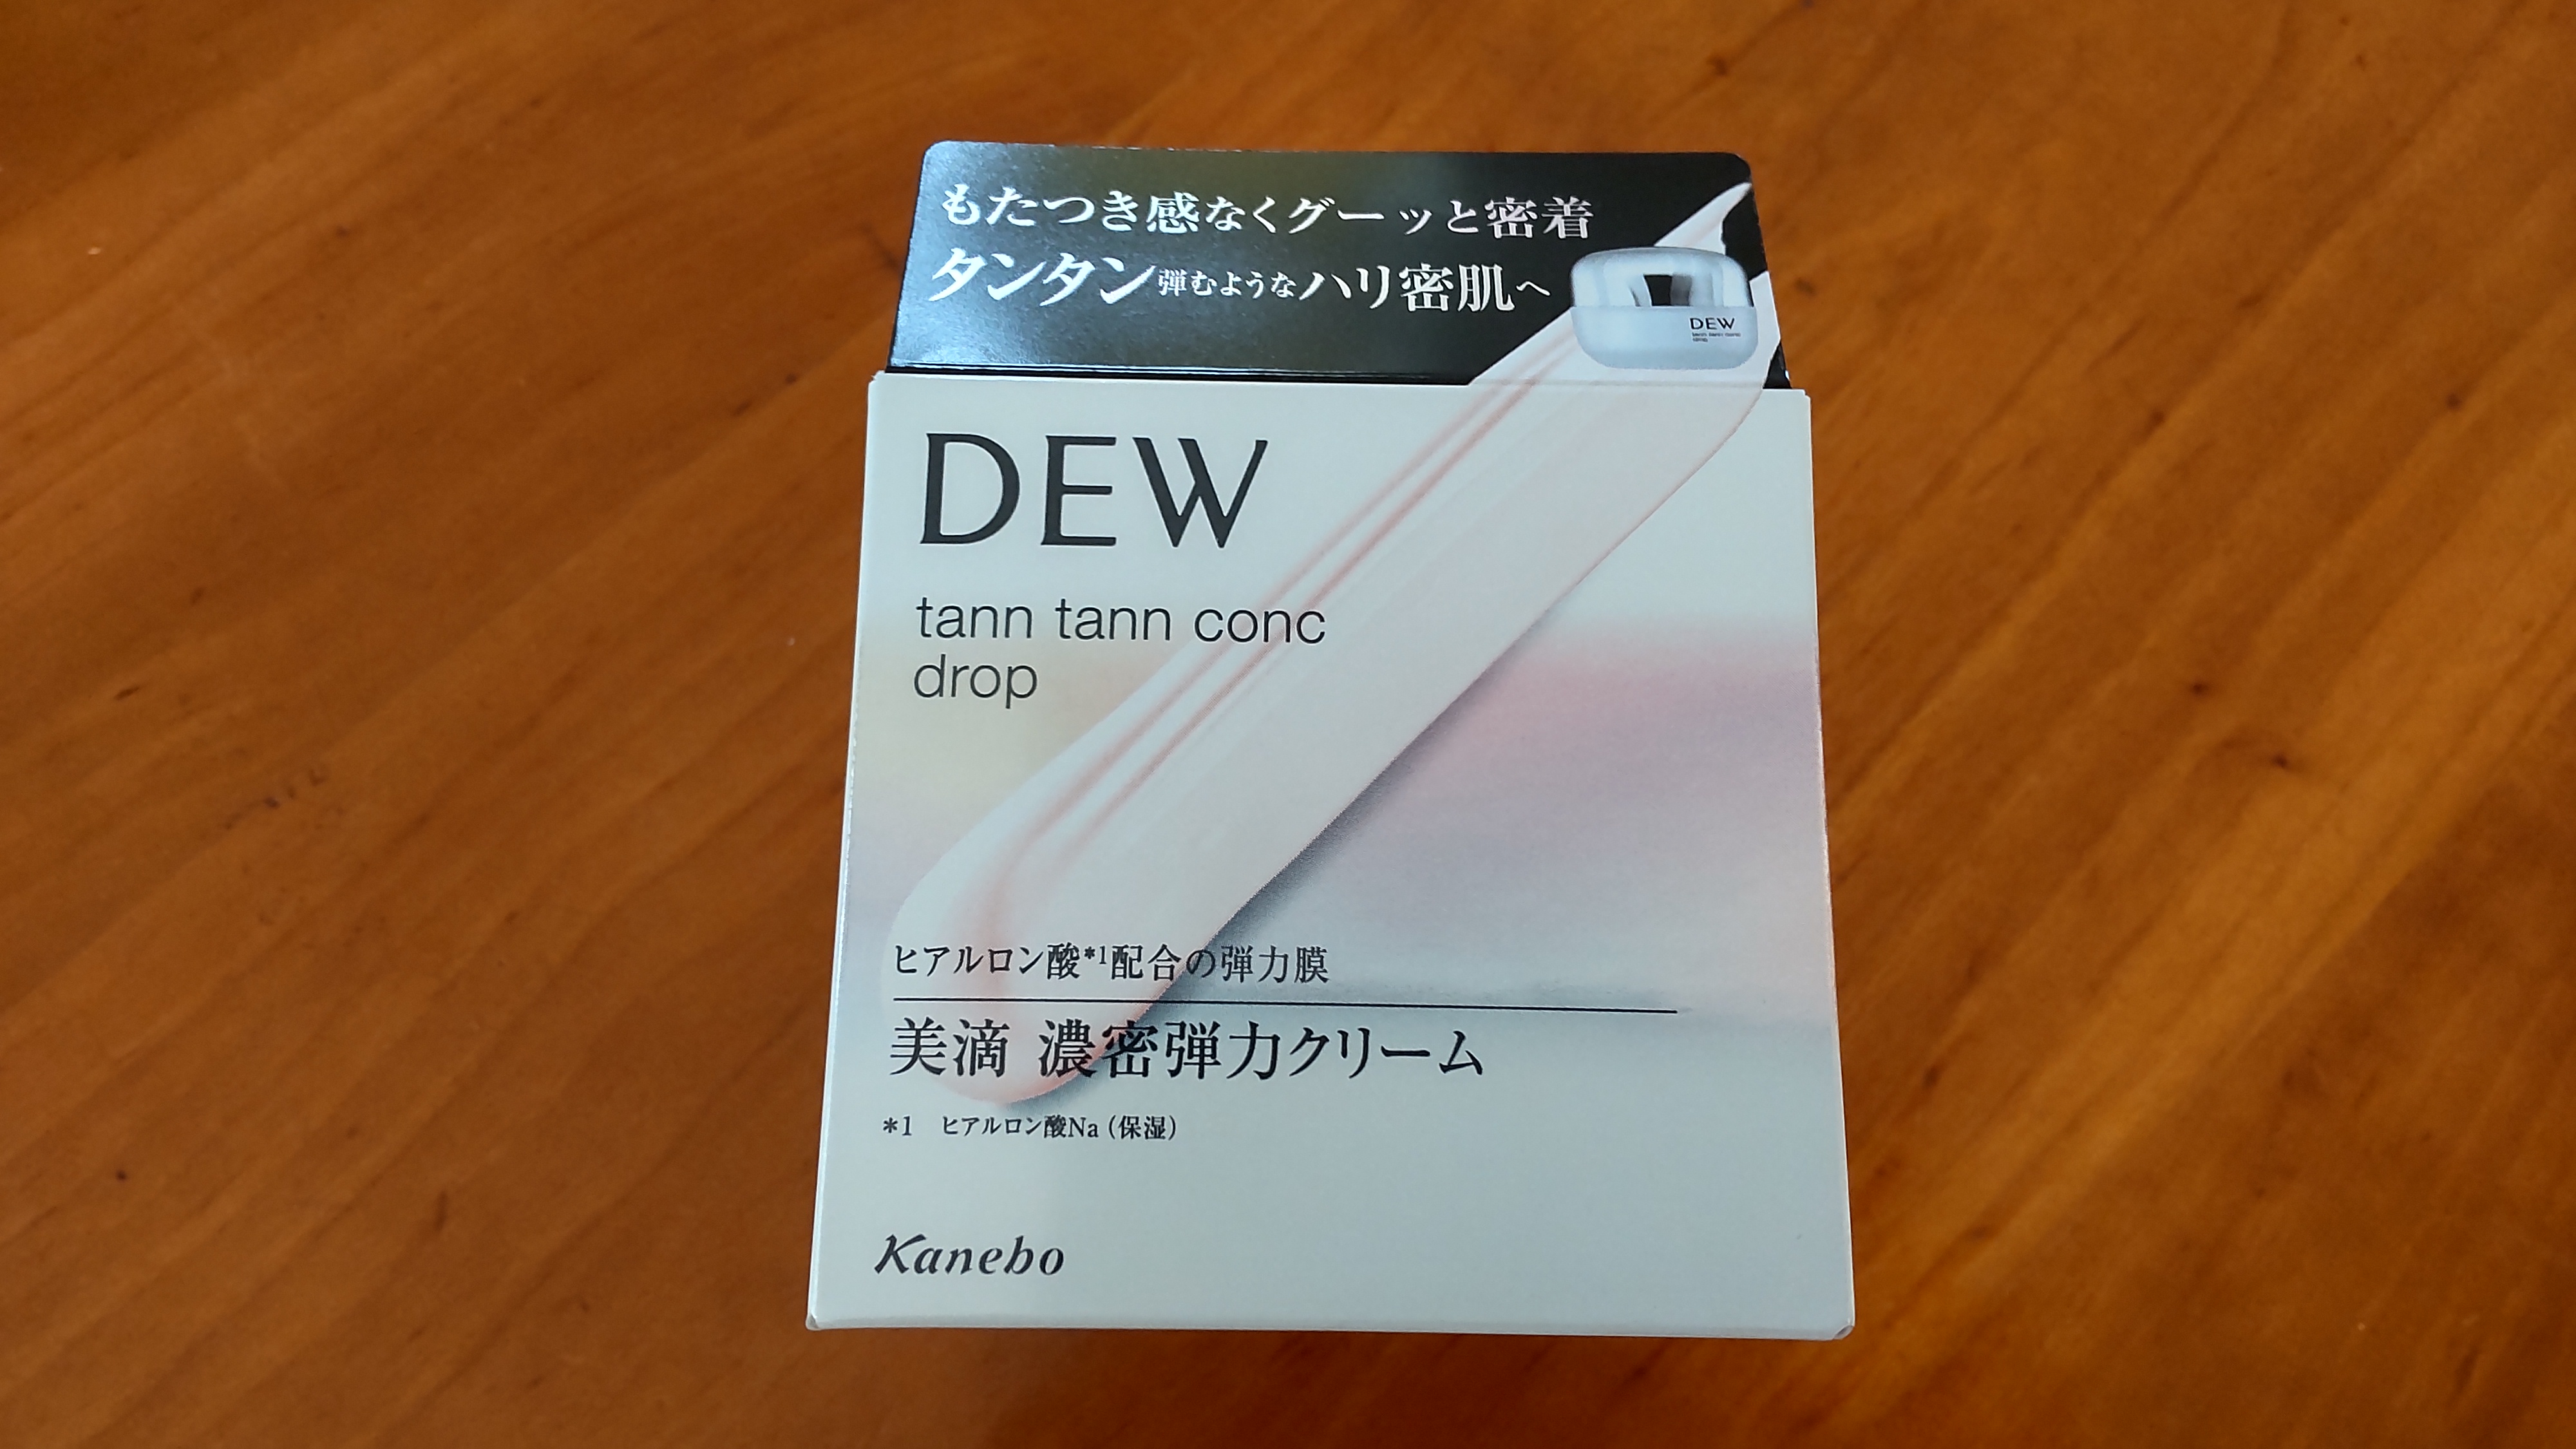 もたつき感なくグーッと密着
タンタン弾むようなハリ密肌へ
DEW
DEW
tann tann conc
drop
ヒアルロン酸*1配合の弾力膜
美滴 濃密弾力クリーム
*1 ヒアルロン酸Na(保湿)
Kanebo